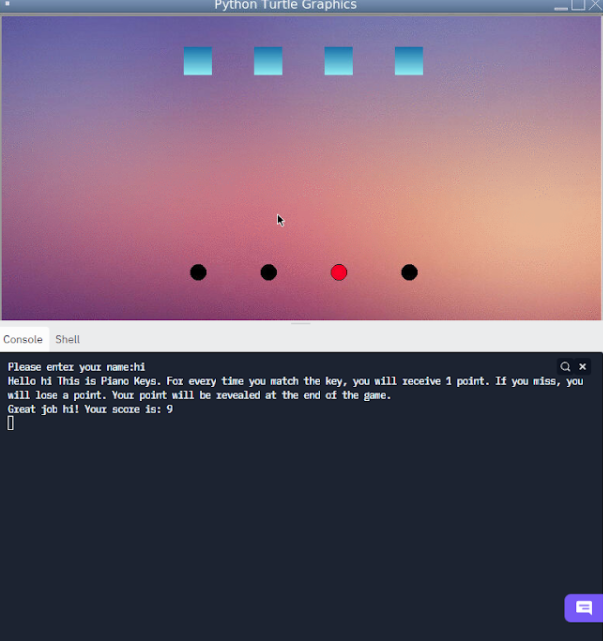 Python Turtle Graphics
Console Shell
Please enter your name:hi
Hello hi This is Piano Keys. For every time you match the key, you will receive 1 point. If you miss, you
will lose a point. Your point will be revealed at the end of the game.
Great job hi! Your score is: 9